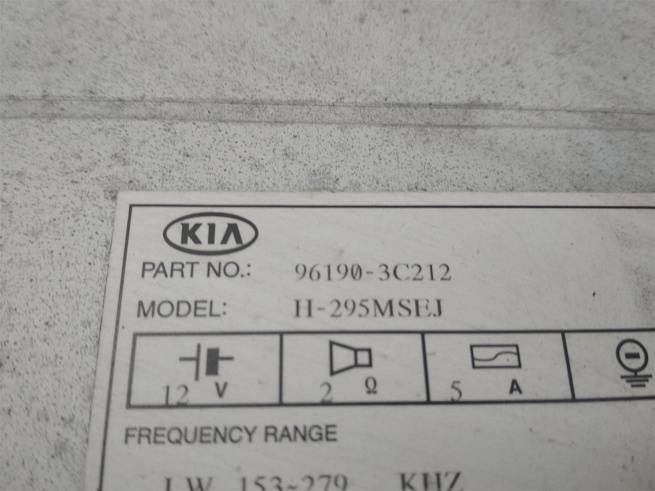 KIA
PART NO.: 96190-3C212
MODEL: H-295MSEJ
12 V 2 Ω 5 A
FREQUENCY RANGE
LW 153~279 KHZ